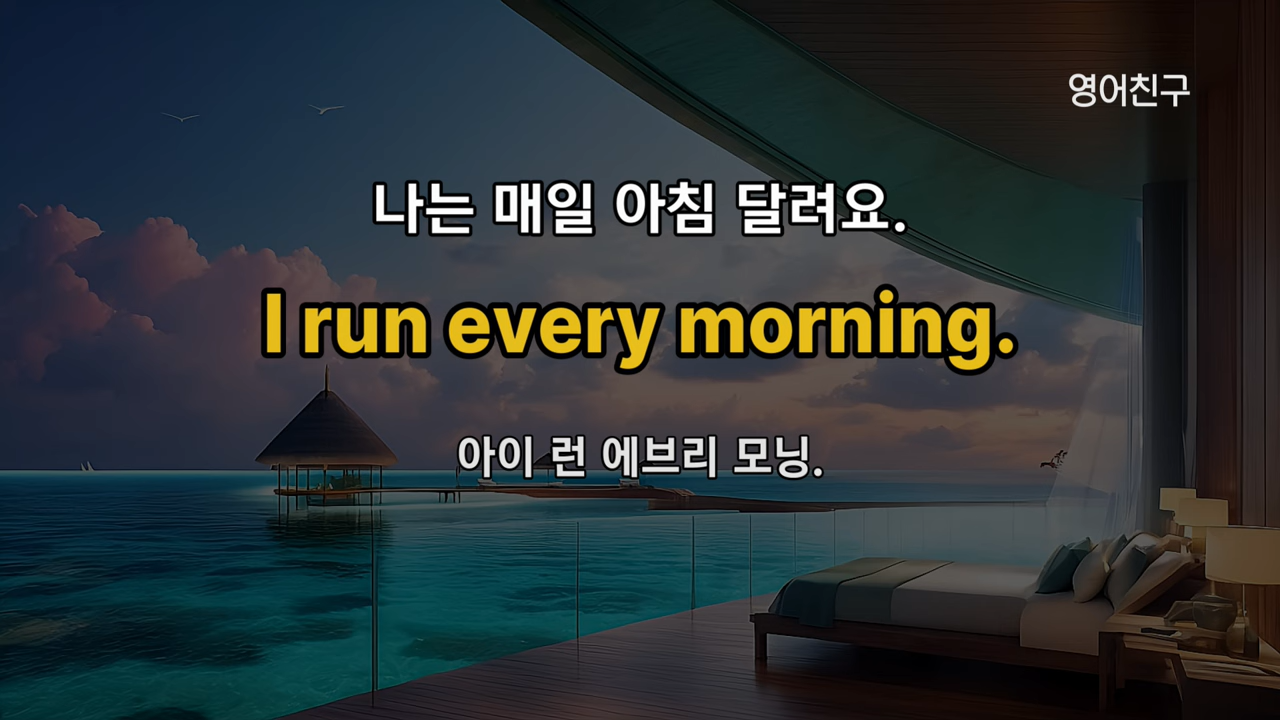 영어친구
나는 매일 아침 달려요.
I run every morning.
아이 런 에브리 모닝.